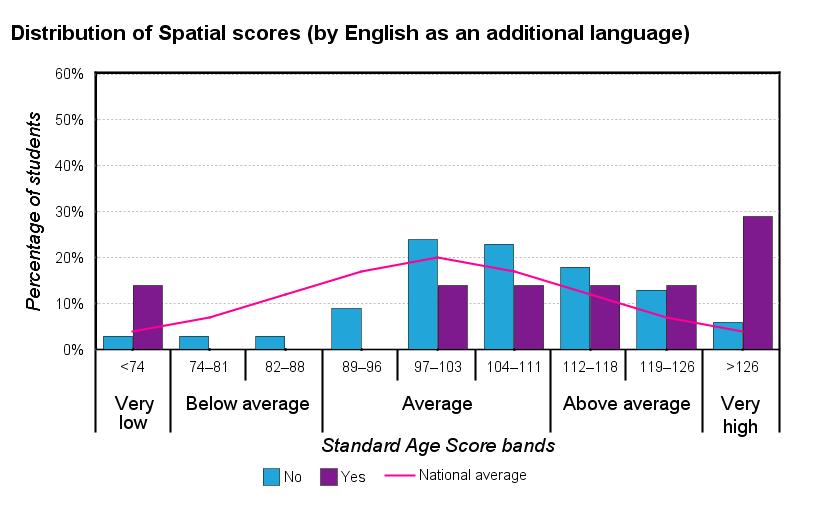 Distribution of Spatial scores (by English as an additional language)
60%
50%
40%
30%
20%
10%
0%
Percentage of students
<74 74–81 82–88 89–96 97–103 104–111 112–118 119–126 >126
Very low Below average Average Above average Very high
Standard Age Score bands
No Yes National average